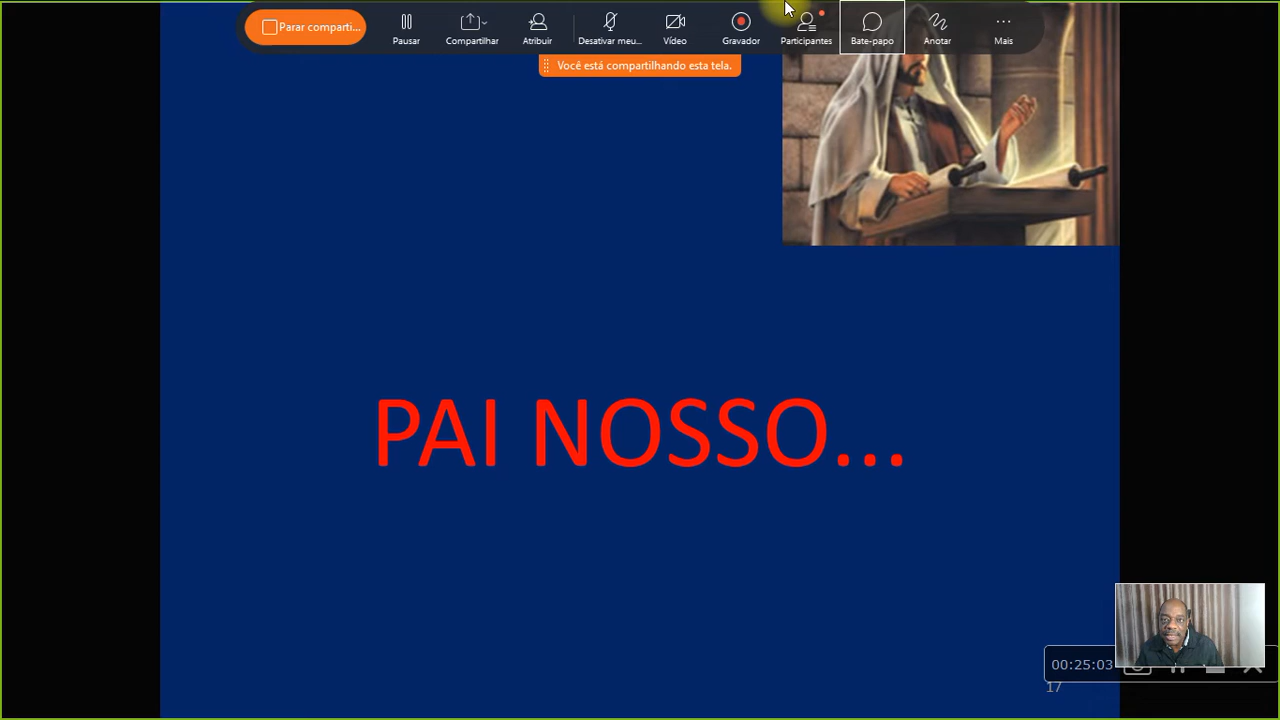 Parar comparti...
Pausar
Compartilhar
Atribuir
Desativar meu...
Vídeo
Gravador
Participantes
Bate-papo
Anotar
Mais
Você está compartilhando esta tela.
PAI NOSSO...
00:25:03
17